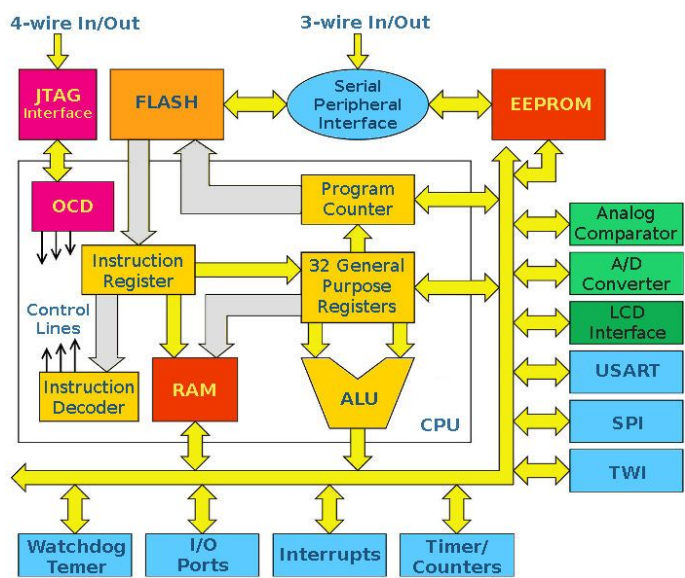 4-wire In/Out
3-wire In/Out
JTAG
Interface
FLASH
Serial
Peripheral
Interface
EEPROM
OCD
Program
Counter
Analog
Comparator
Instruction
Register
32 General
Purpose
Registers
A/D
Converter
Control
Lines
LCD
Interface
USART
Instruction
Decoder
RAM
ALU
CPU
SPI
TWI
Watchdog
Temer
I/O
Ports
Interrupts
Timer/
Counters